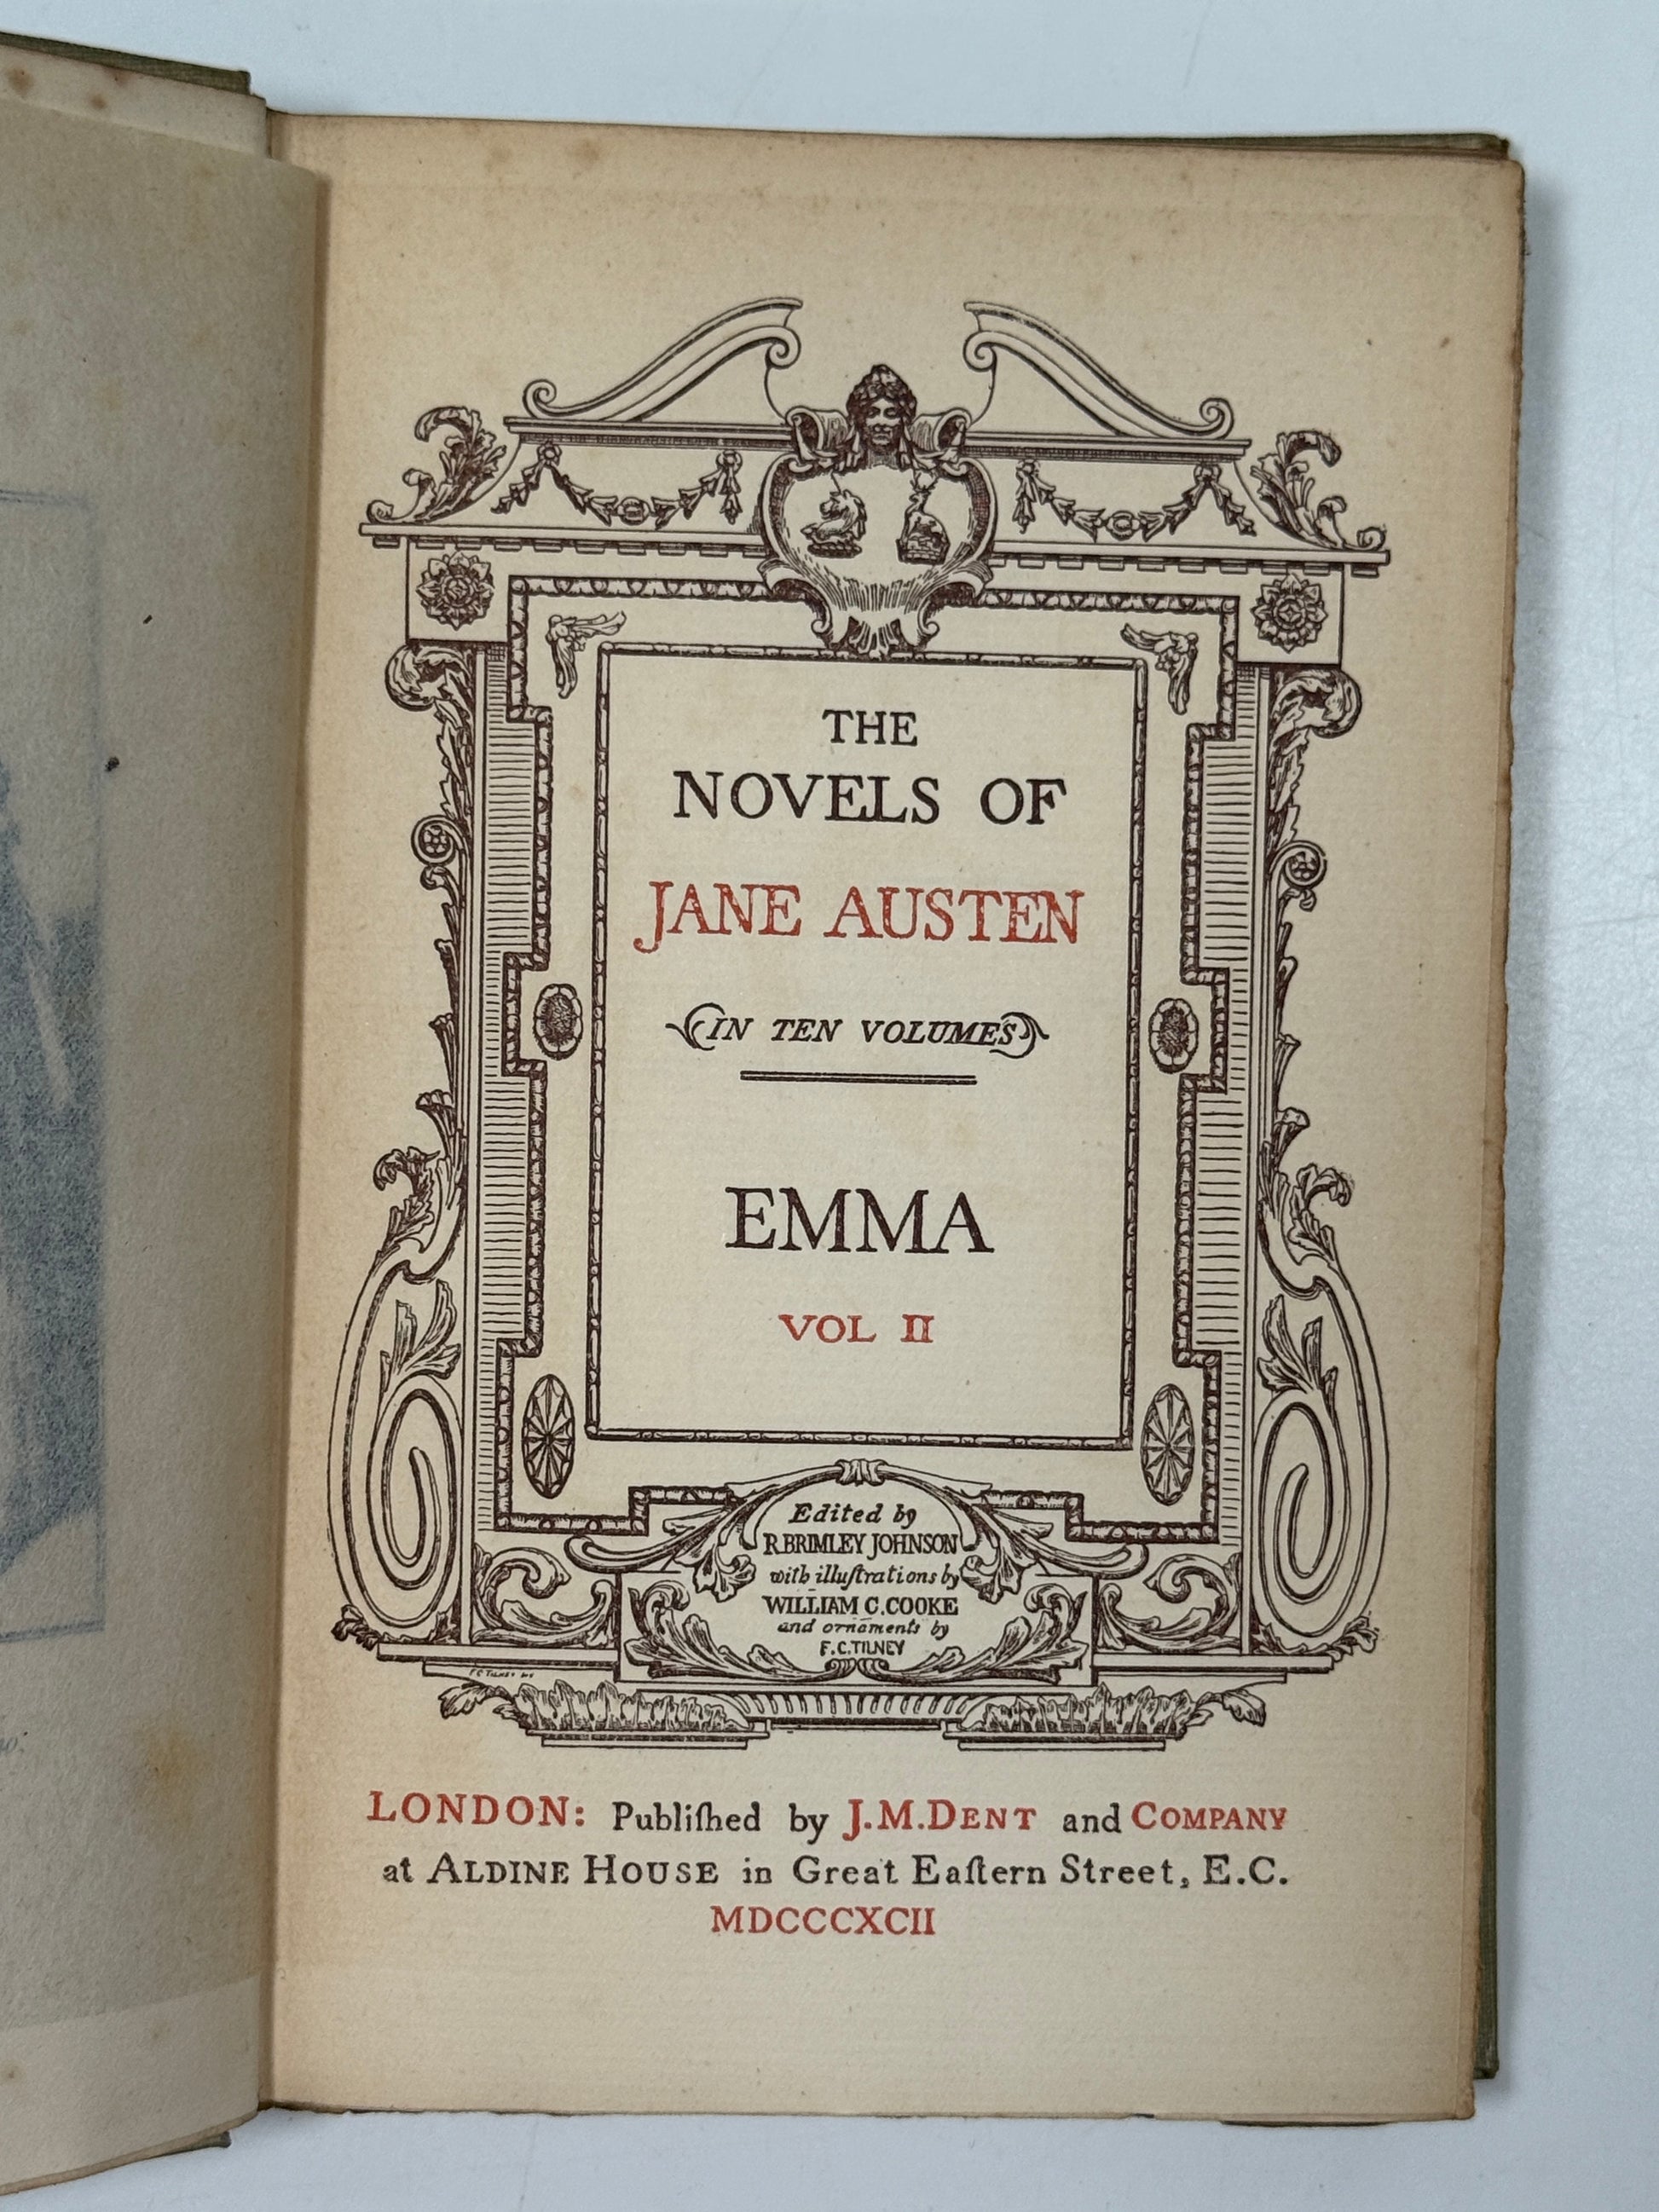 THE
NOVELS OF
JANE AUSTEN
IN TEN VOLUMES
EMMA
VOL II
Edited by
R. BRIMLEY JOHNSON
with illuſtrations by
WILLIAM C. COOKE
and ornaments by
F. C. TILNEY
LONDON: Publiſhed by J. M. DENT and COMPANY
at ALDINE HOUSE in Great Eaſtern Street, E.C.
MDCCCXCII